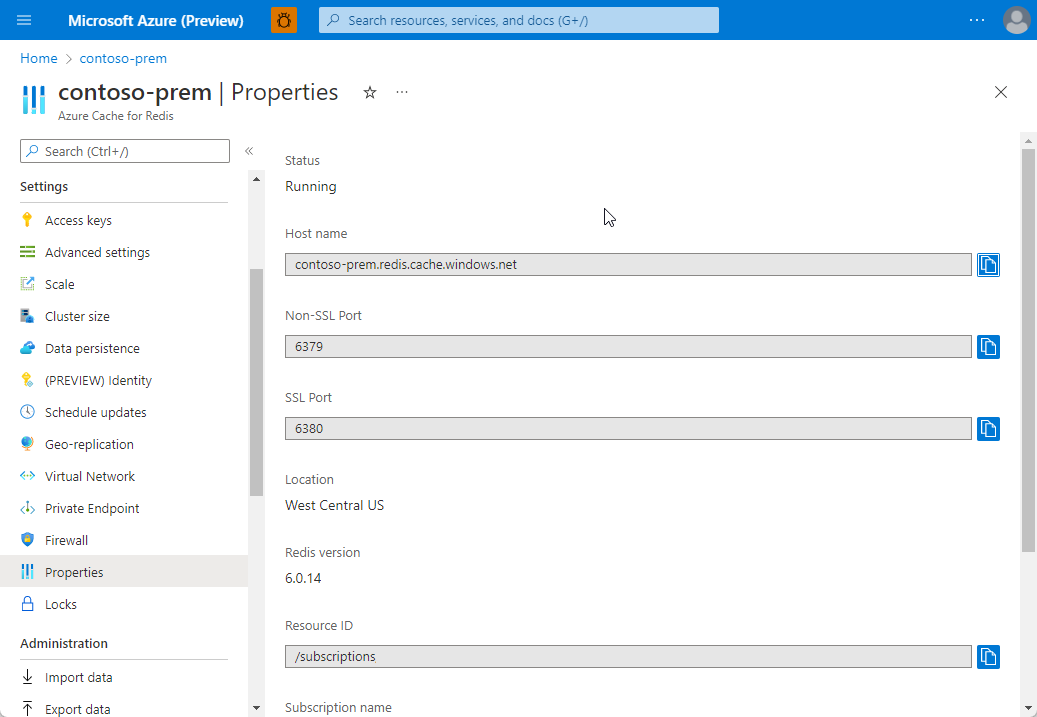 Microsoft Azure (Preview)
Search resources, services, and docs (G+/)
Home > contoso-prem
contoso-prem | Properties
Azure Cache for Redis
Search (Ctrl+/)
Settings
Access keys
Advanced settings
Scale
Cluster size
Data persistence
(PREVIEW) Identity
Schedule updates
Geo-replication
Virtual Network
Private Endpoint
Firewall
Properties
Locks
Administration
Import data
Export data
Status
Running
Host name
contoso-prem.redis.cache.windows.net
Non-SSL Port
6379
SSL Port
6380
Location
West Central US
Redis version
6.0.14
Resource ID
/subscriptions
Subscription name